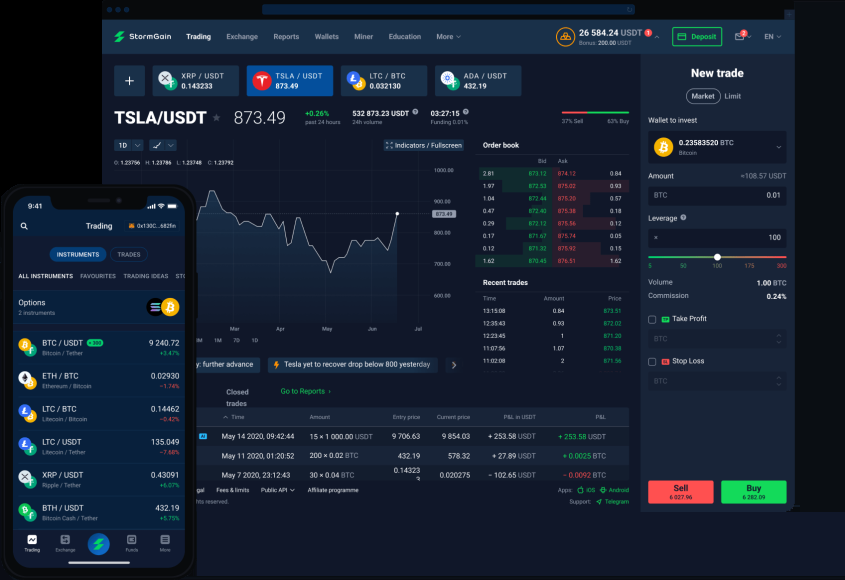 StormGain Trading Exchange Reports Wallets Miner Education More
26 584.24 USDT 1
Bonus: 200.00 USDT
Deposit 2 EN
+
XRP / USDT
0.143233
TSLA / USDT
873.49
LTC / BTC
0.032130
ADA / USDT
432.19
TSLA/USDT 873.49
+0.26%
past 24 hours
532 873.23 USDT
24h volume
03:27:15
Funding 0.01%
37% Sell 63% Buy
1D Indicators / Fullscreen
O: 1.23756 H: 1.23786 L: 1.23748 C: 1.23792
1000.00
900.00
873.49
800.00
700.00
600.00
Mar Apr May Jun Jul
3M 1M 7D 1D
Order book
Bid Ask
2.81 873.12 874.12 0.84
1.97 872.53 875.02 0.93
1.04 872.44 875.20 0.57
0.47 872.40 875.38 0.18
0.29 872.12 875.56 0.12
0.17 871.67 875.74 0.05
0.12 871.32 875.92 0.15
1.62 870.45 876.51 1.62
Recent trades
Time Amount Price
13:15:08 0.84 873.51
12:35:43 0.93 872.02
12:23:45 1 871.20
11:07:56 1.07 870.38
11:02:08 2 871.56
y: further advance
Tesla yet to recover drop below 800 yesterday
Closed
trades
Go to Reports
Time Amount Entry price Current price P&L in USDT P&L
May 14 2020, 09:42:44 15 × 1 000.00 USDT 9 706.63 9 854.03 + 253.58 USDT + 253.58 USDT
May 11 2020, 01:20:52 200 × 0.02 BTC 432.19 578.32 + 27.89 USDT + 0.0025 BTC
May 7 2020, 23:12:43 30 × 0.04 BTC 0.14323
3 0.020275 − 102.65 USDT − 0.0092 BTC
gal Fees & limits Public API Affiliate programme
hts reserved.
Apps: iOS Android
Support: Telegram
New trade
Market Limit
Wallet to invest
0.23583520 BTC
Bitcoin
Amount ≈108.57 USDT
BTC 0.01
Leverage
× 100
5 50 100 175 300
Volume 1.00 BTC
Commission 0.24%
TP Take Profit
BTC
SL Stop Loss
BTC
Sell
6 027.96
Buy
6 282.09
9:41
Trading 0x130C...682fin
INSTRUMENTS TRADES
ALL INSTRUMENTS FAVOURITES TRADING IDEAS STO
Options
2 instruments
BTC / USDT ×300 9 240.72
Bitcoin / Tether +3.47%
ETH / BTC 0.02930
Ethereum / Bitcoin −1.74%
LTC / BTC 0.14462
Litecoin / Bitcoin −0.42%
LTC / USDT 135.049
Litecoin / Tether −7.68%
XRP / USDT 0.43091
Ripple / Tether +6.07%
BTH / USDT 432.19
Bitcoin Cash / Tether +5.75%
Trading Exchange Funds More